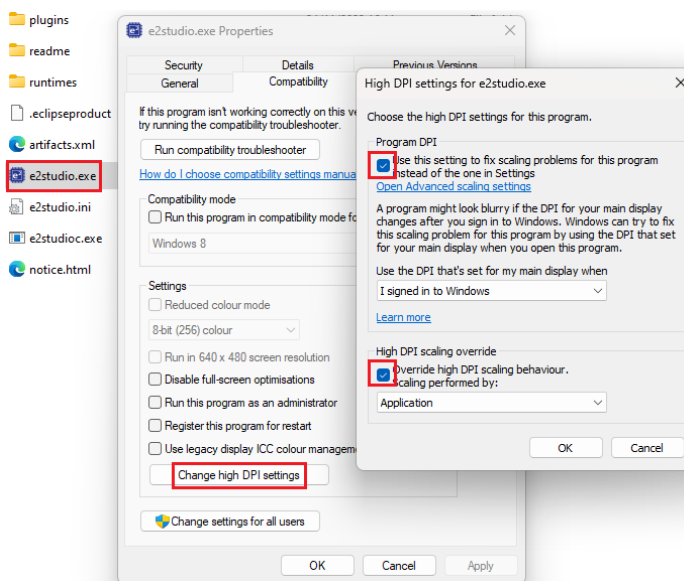 plugins
readme
runtimes
.eclipseproduct
artifacts.xml
e2studio.exe
e2studio.ini
e2studioc.exe
notice.html
e2studio.exe Properties
Security
Details
Previous Versions
General
Compatibility
If this program isn't working correctly on this ve
try running the compatibility troubleshooter.
Run compatibility troubleshooter
How do I choose compatibility settings manua
Compatibility mode
Run this program in compatibility mode fo
Windows 8
Settings
Reduced colour mode
8-bit (256) colour
Run in 640 x 480 screen resolution
Disable full-screen optimisations
Run this program as an administrator
Register this program for restart
Use legacy display ICC colour managem
Change high DPI settings
Change settings for all users
OK
Cancel
Apply
High DPI settings for e2studio.exe
Choose the high DPI settings for this program.
Program DPI
Use this setting to fix scaling problems for this program
instead of the one in Settings
Open Advanced scaling settings
A program might look blurry if the DPI for your main display
changes after you sign in to Windows. Windows can try to fix
this scaling problem for this program by using the DPI that set
for your main display when you open this program.
Use the DPI that's set for my main display when
I signed in to Windows
Learn more
High DPI scaling override
Override high DPI scaling behaviour.
Scaling performed by:
Application
OK
Cancel